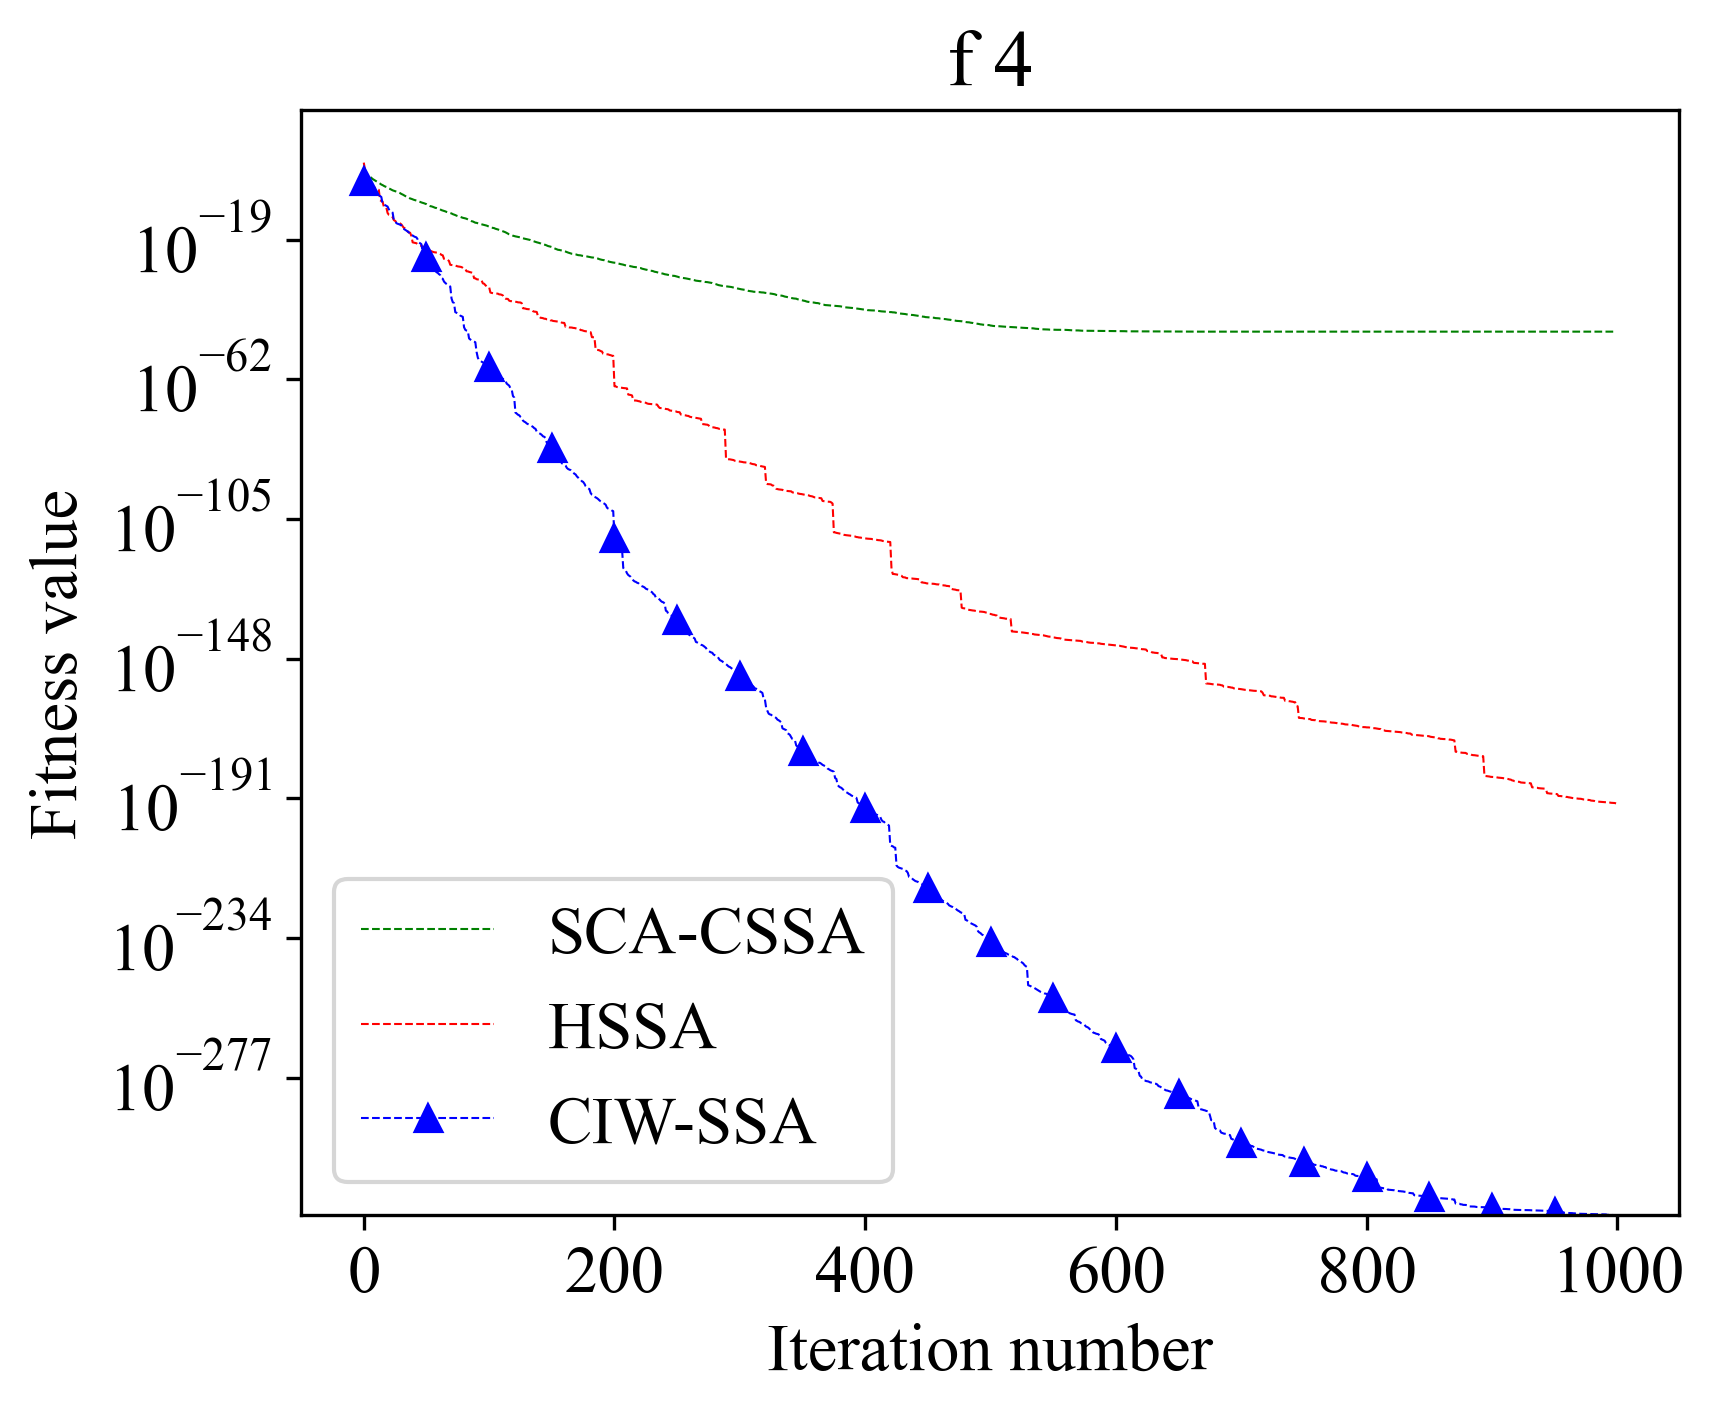 f 4
Fitness value
10^−19
10^−62
10^−105
10^−148
10^−191
10^−234
10^−277
SCA-CSSA
HSSA
CIW-SSA
0 200 400 600 800 1000
Iteration number